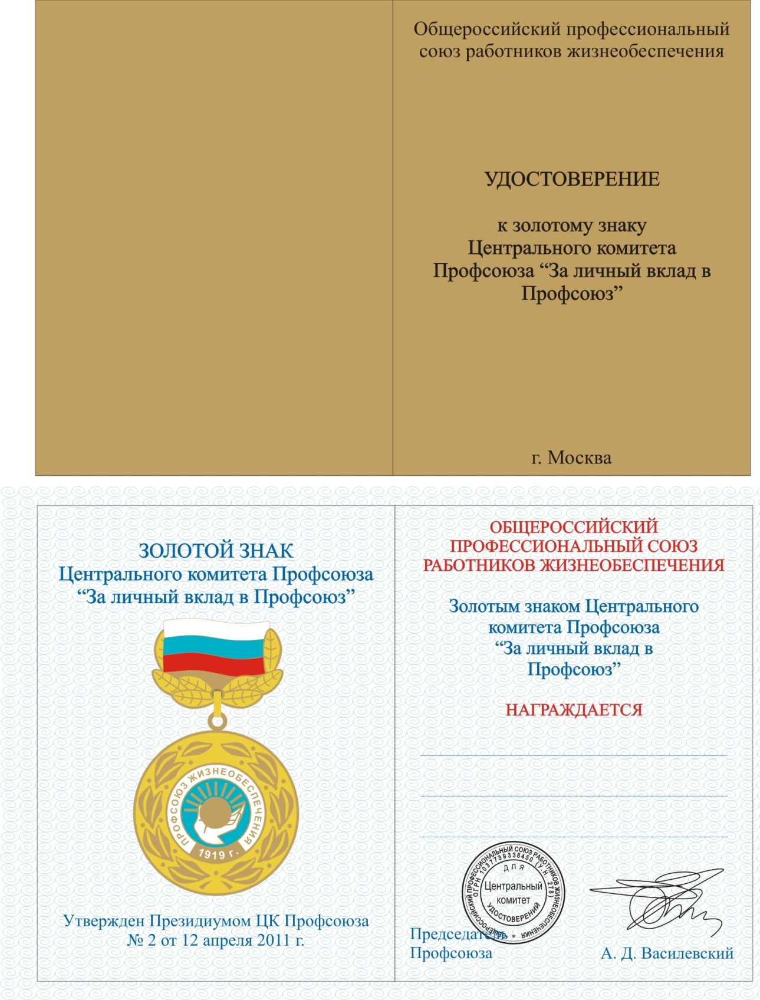 Общероссийский профессиональный
союз работников жизнеобеспечения
УДОСТОВЕРЕНИЕ
к золотому знаку
Центрального комитета
Профсоюза “За личный вклад в
Профсоюз”
г. Москва
ЗОЛОТОЙ ЗНАК
Центрального комитета Профсоюза
“За личный вклад в Профсоюз”
ПРОФСОЮЗ ЖИЗНЕОБЕСПЕЧЕНИЯ
1919 г.
Утвержден Президиумом ЦК Профсоюза
№ 2 от 12 апреля 2011 г.
ОБЩЕРОССИЙСКИЙ
ПРОФЕССИОНАЛЬНЫЙ СОЮЗ
РАБОТНИКОВ ЖИЗНЕОБЕСПЕЧЕНИЯ
Золотым знаком Центрального
комитета Профсоюза
“За личный вклад в
Профсоюз”
НАГРАЖДАЕТСЯ
* ОБЩЕРОССИЙСКИЙ ПРОФЕССИОНАЛЬНЫЙ СОЮЗ РАБОТНИКОВ ЖИЗНЕОБЕСПЕЧЕНИЯ
ОГРН 1037739338450 (У.Н. 278)
ДЛЯ
Центральный
комитет
УДОСТОВЕРЕНИЙ
Председатель
Профсоюза
А. Д. Василевский